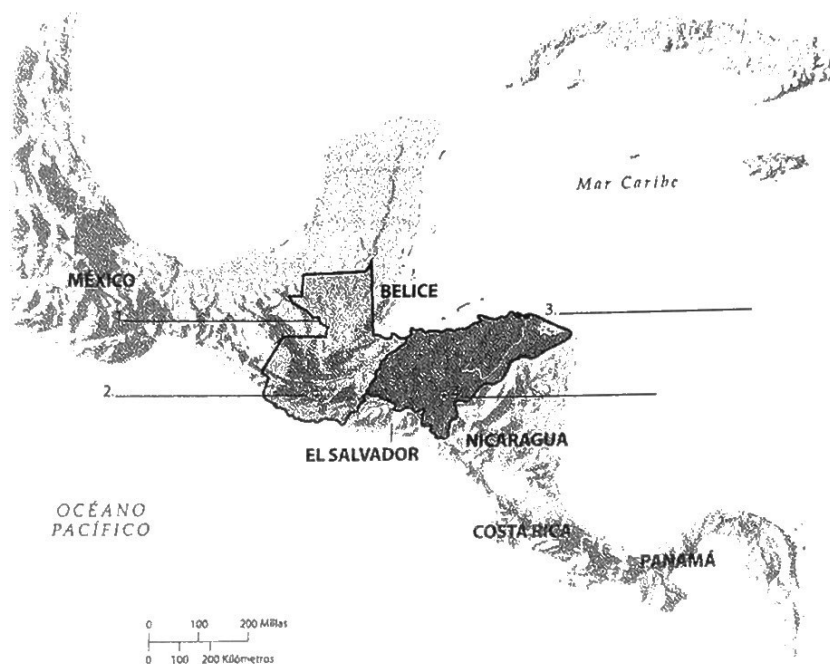 Mar Caribe
MÉXICO
BELICE
3.
2.
EL SALVADOR
NICARAGUA
OCÉANO
PACÍFICO
COSTA RICA
PANAMÁ
0 100 200 Millas
0 100 200 Kilómetros